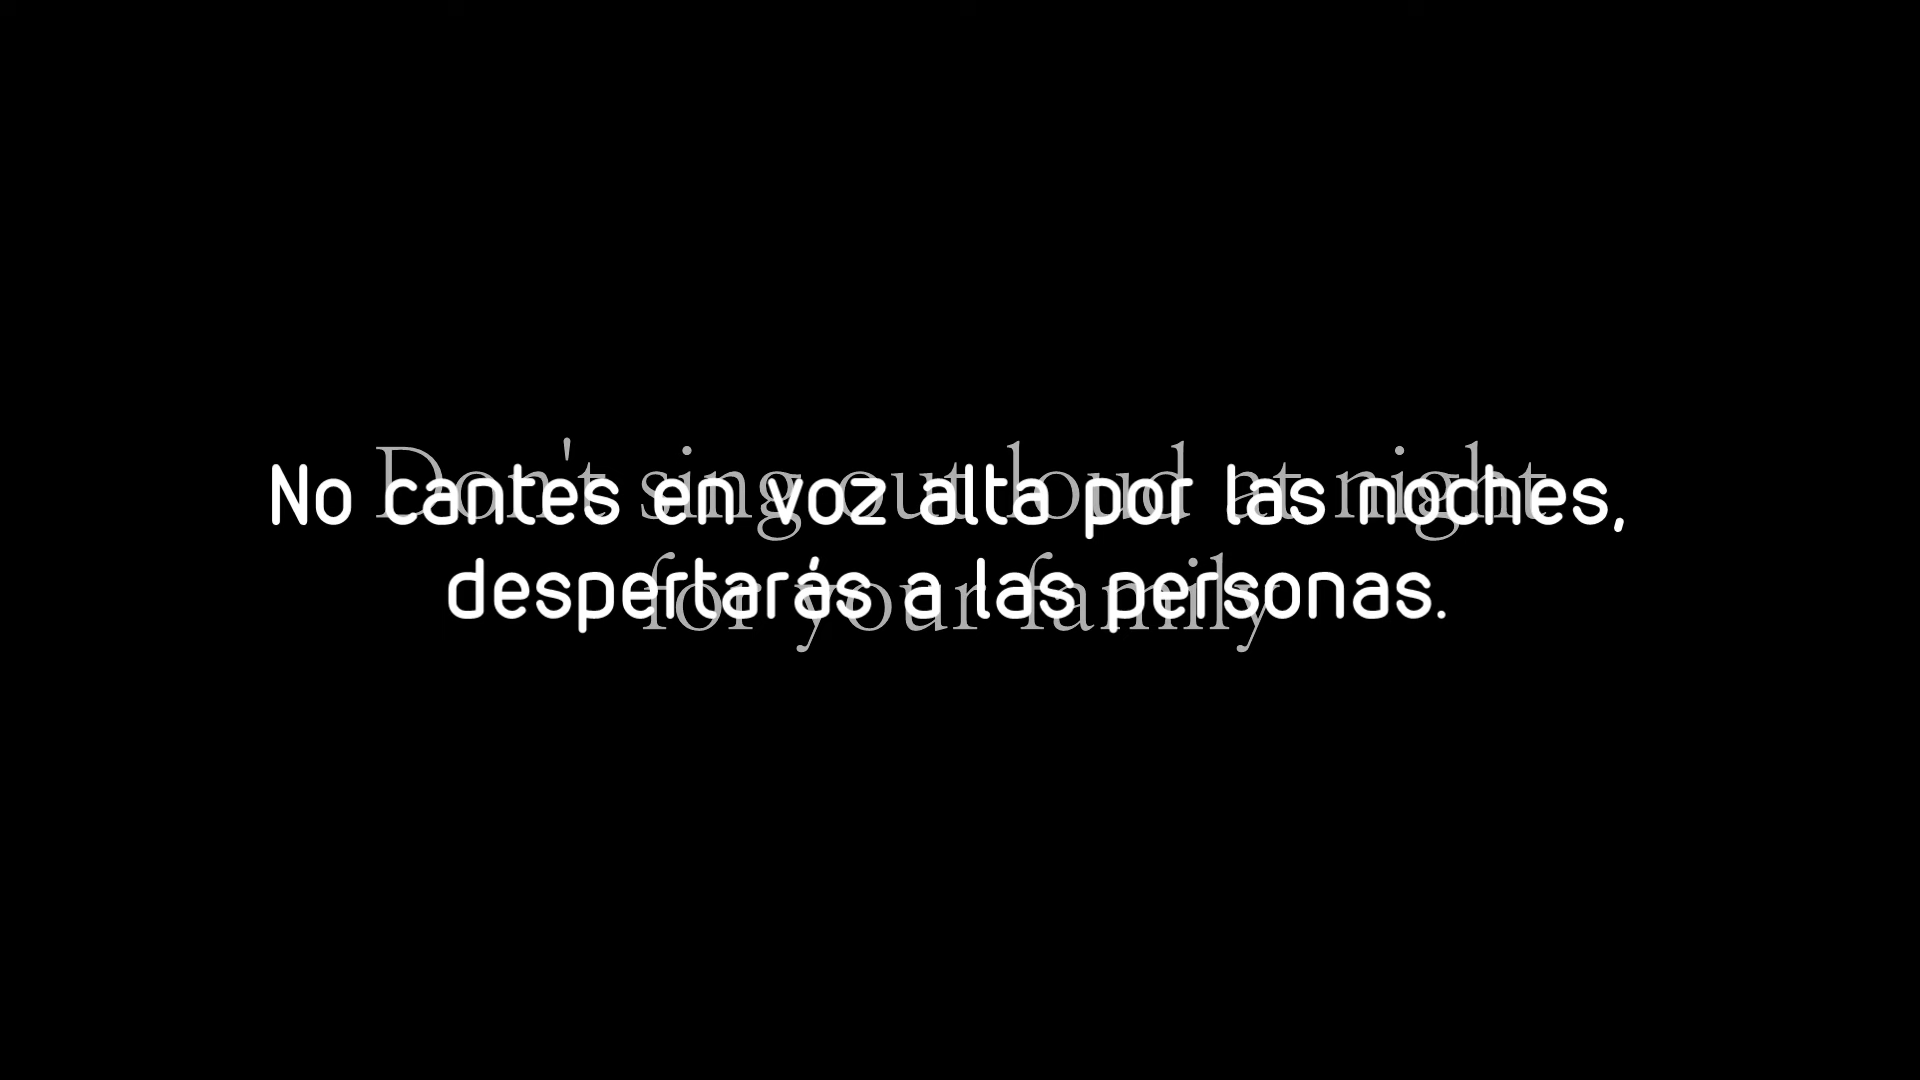 Don't sing out loud at night
for your family
No cantes en voz alta por las noches,
despertarás a las personas.